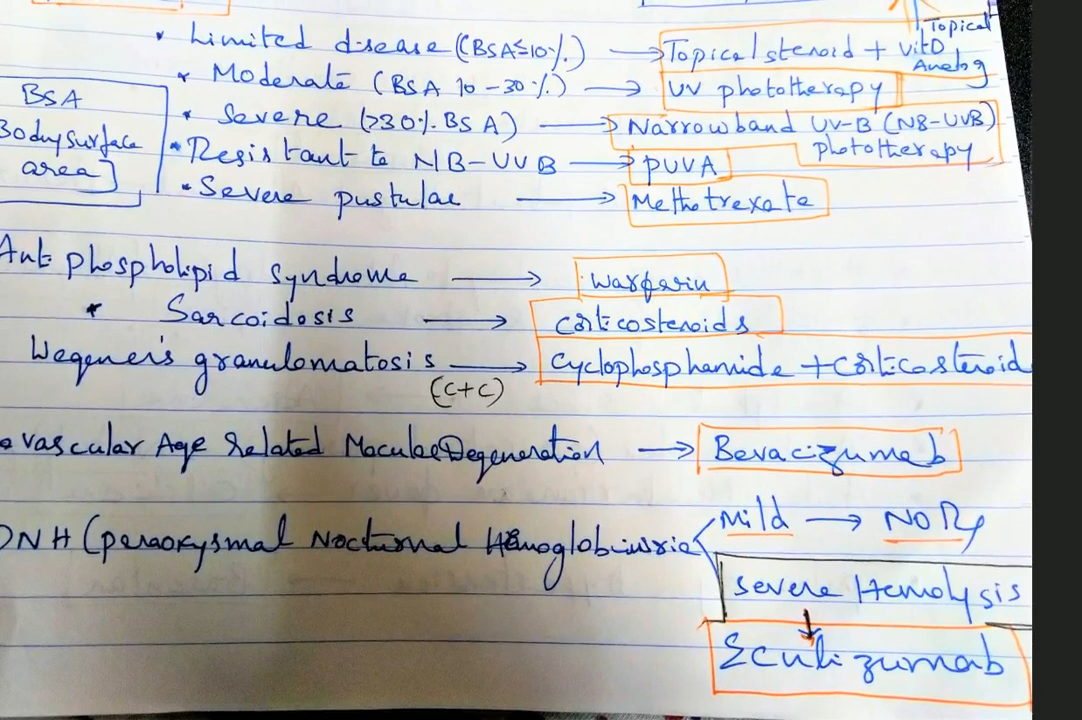 Topical
• Limited disease (BSA≤10%.) → Topical steroid + vitD Analog
• Moderate (BSA 10-30%.) → UV phototherapy
• Severe (>30%. BSA) → Narrowband UV-B (NB-UVB) phototherapy
• Resistant to NB-UVB → PUVA
• Severe pustular → Methotrexate
BSA
Body surface
area]
phospholipid syndrome → Warfarin
• Sarcoidosis → Corticosteroids
Wegener's granulomatosis → Cyclophosphamide + Corticosteroid
(C+C)
vascular Age Related Macular Degeneration → Bevacizumab
PNH (paroxysmal Nocturnal Hemoglobinuria
Mild → NO Rx
Severe Hemolysis
↓
Eculizumab